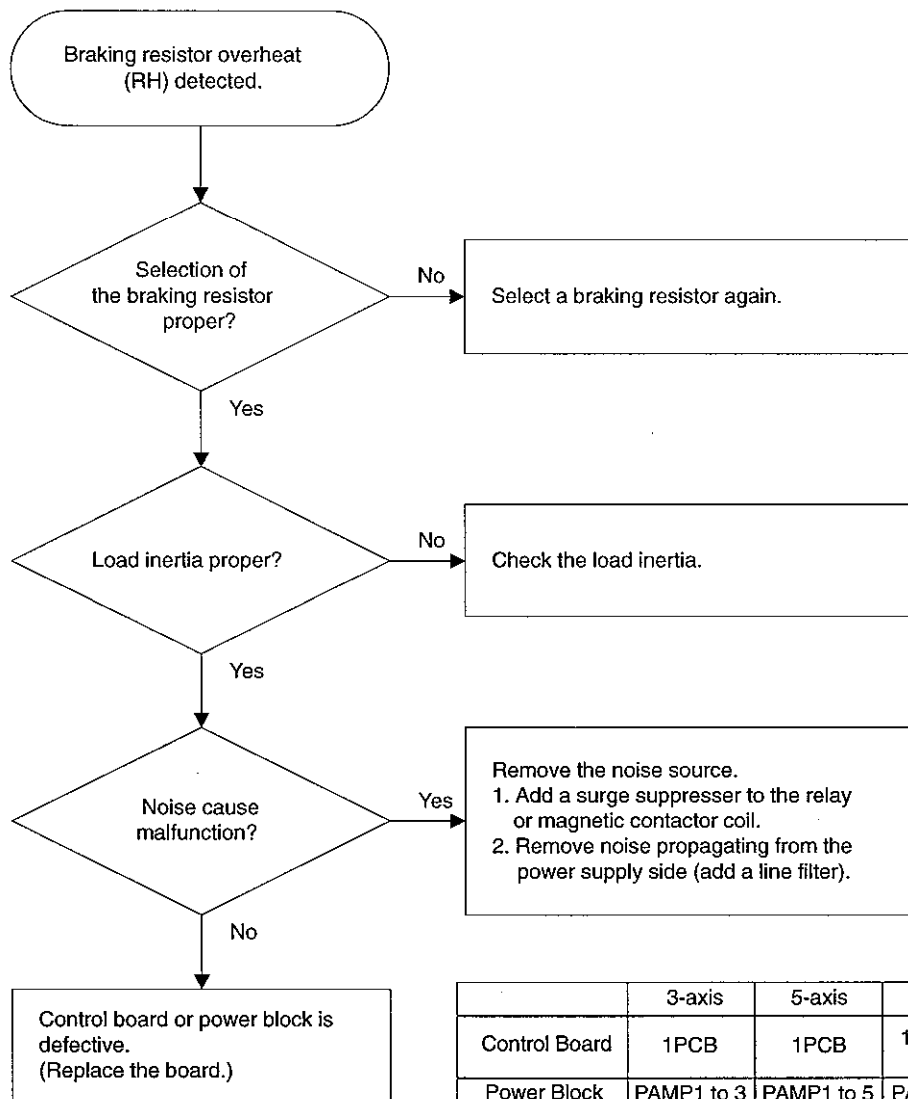 Braking resistor overheat
(RH) detected.
Selection of
the braking resistor
proper?
No
Select a braking resistor again.
Yes
Load inertia proper?
No
Check the load inertia.
Yes
Noise cause
malfunction?
Yes
Remove the noise source.
1. Add a surge suppresser to the relay
or magnetic contactor coil.
2. Remove noise propagating from the
power supply side (add a line filter).
No
Control board or power block is
defective.
(Replace the board.)
3-axis 5-axis
Control Board 1PCB 1PCB
Power Block PAMP1 to 3 PAMP1 to 5